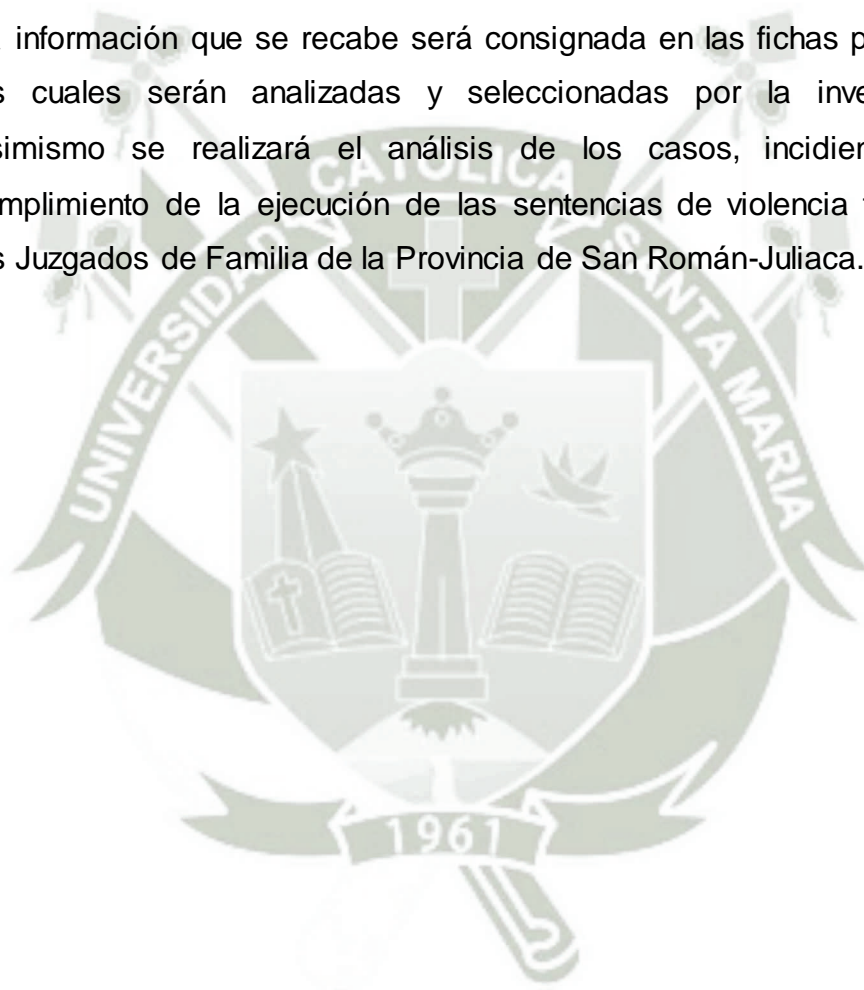 información que se recabe será consignada en las fichas p
cuales serán analizadas y seleccionadas por la inve
simismo se realizará el análisis de los casos, incidien
mplimiento de la ejecución de las sentencias de violencia
s Juzgados de Familia de la Provincia de San Román-Juliaca.
UNIVERSIDAD CATOLICA SANTA MARIA
1961